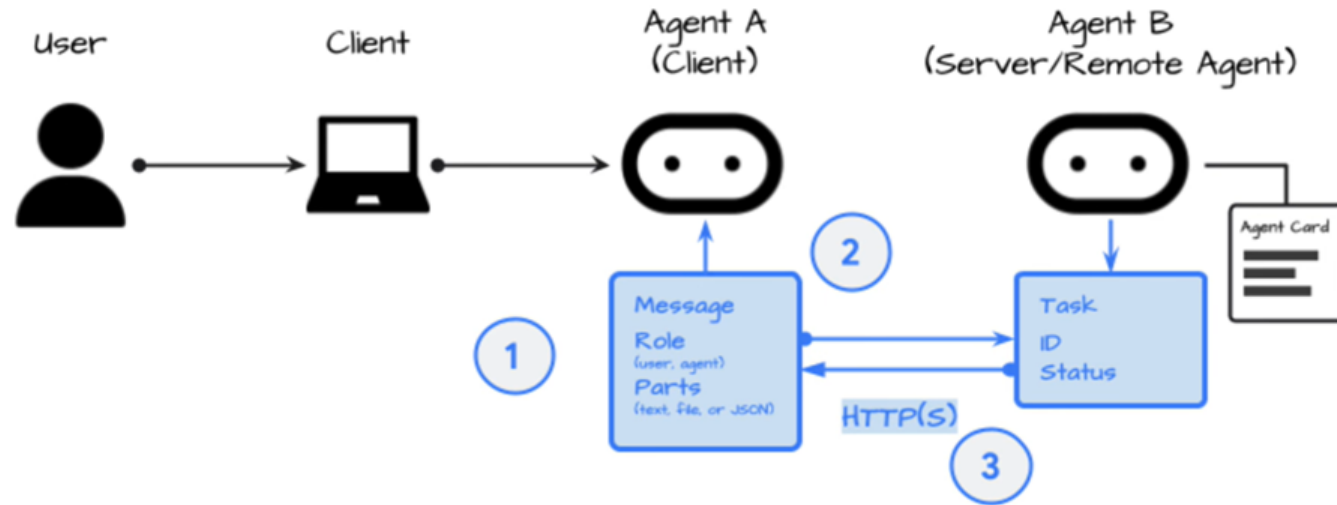 User
Client
Agent A
(Client)
Agent B
(Server/Remote Agent)
Agent Card
1
2
Message
Role
(user, agent)
Parts
(text, file, or JSON)
Task
ID
Status
HTTP(S)
3